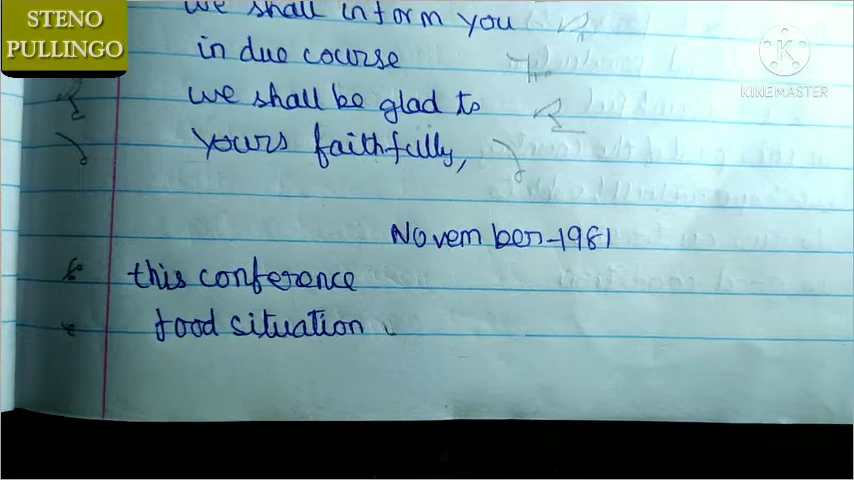 STENO
PULLINGO
we shall inform you
in due course
we shall be glad to
yours faithfully,
November-1981
this conference
food situation
KINEMASTER